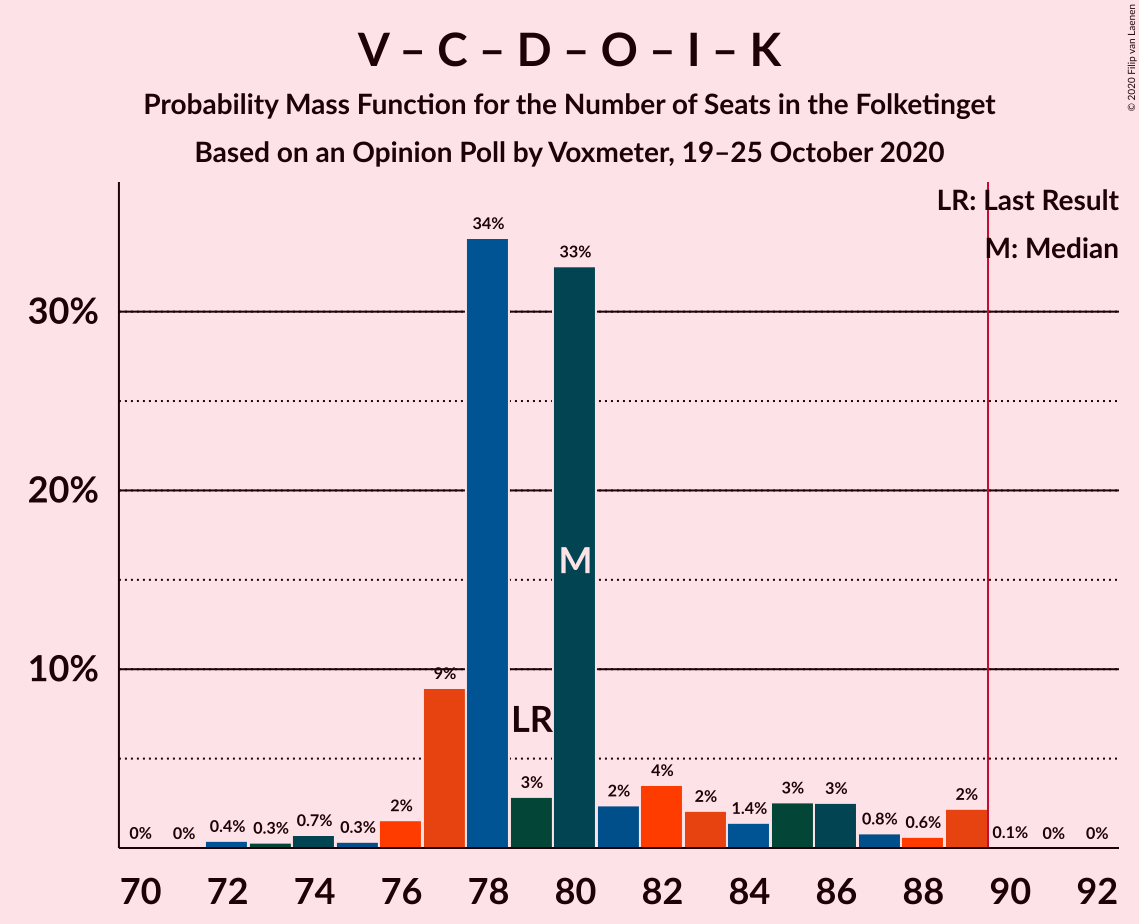 V – C – D – O – I – K
Probability Mass Function for the Number of Seats in the Folketinget
Based on an Opinion Poll by Voxmeter, 19–25 October 2020
© 2020 Filip van Laenen
LR: Last Result
M: Median
30%
20%
10%
0%
0%
0.4%
0.3%
0.7%
0.3%
2%
9%
34%
3%
33%
2%
4%
2%
1.4%
3%
3%
0.8%
0.6%
2%
0.1%
0%
0%
LR
M
70 72 74 76 78 80 82 84 86 88 90 92